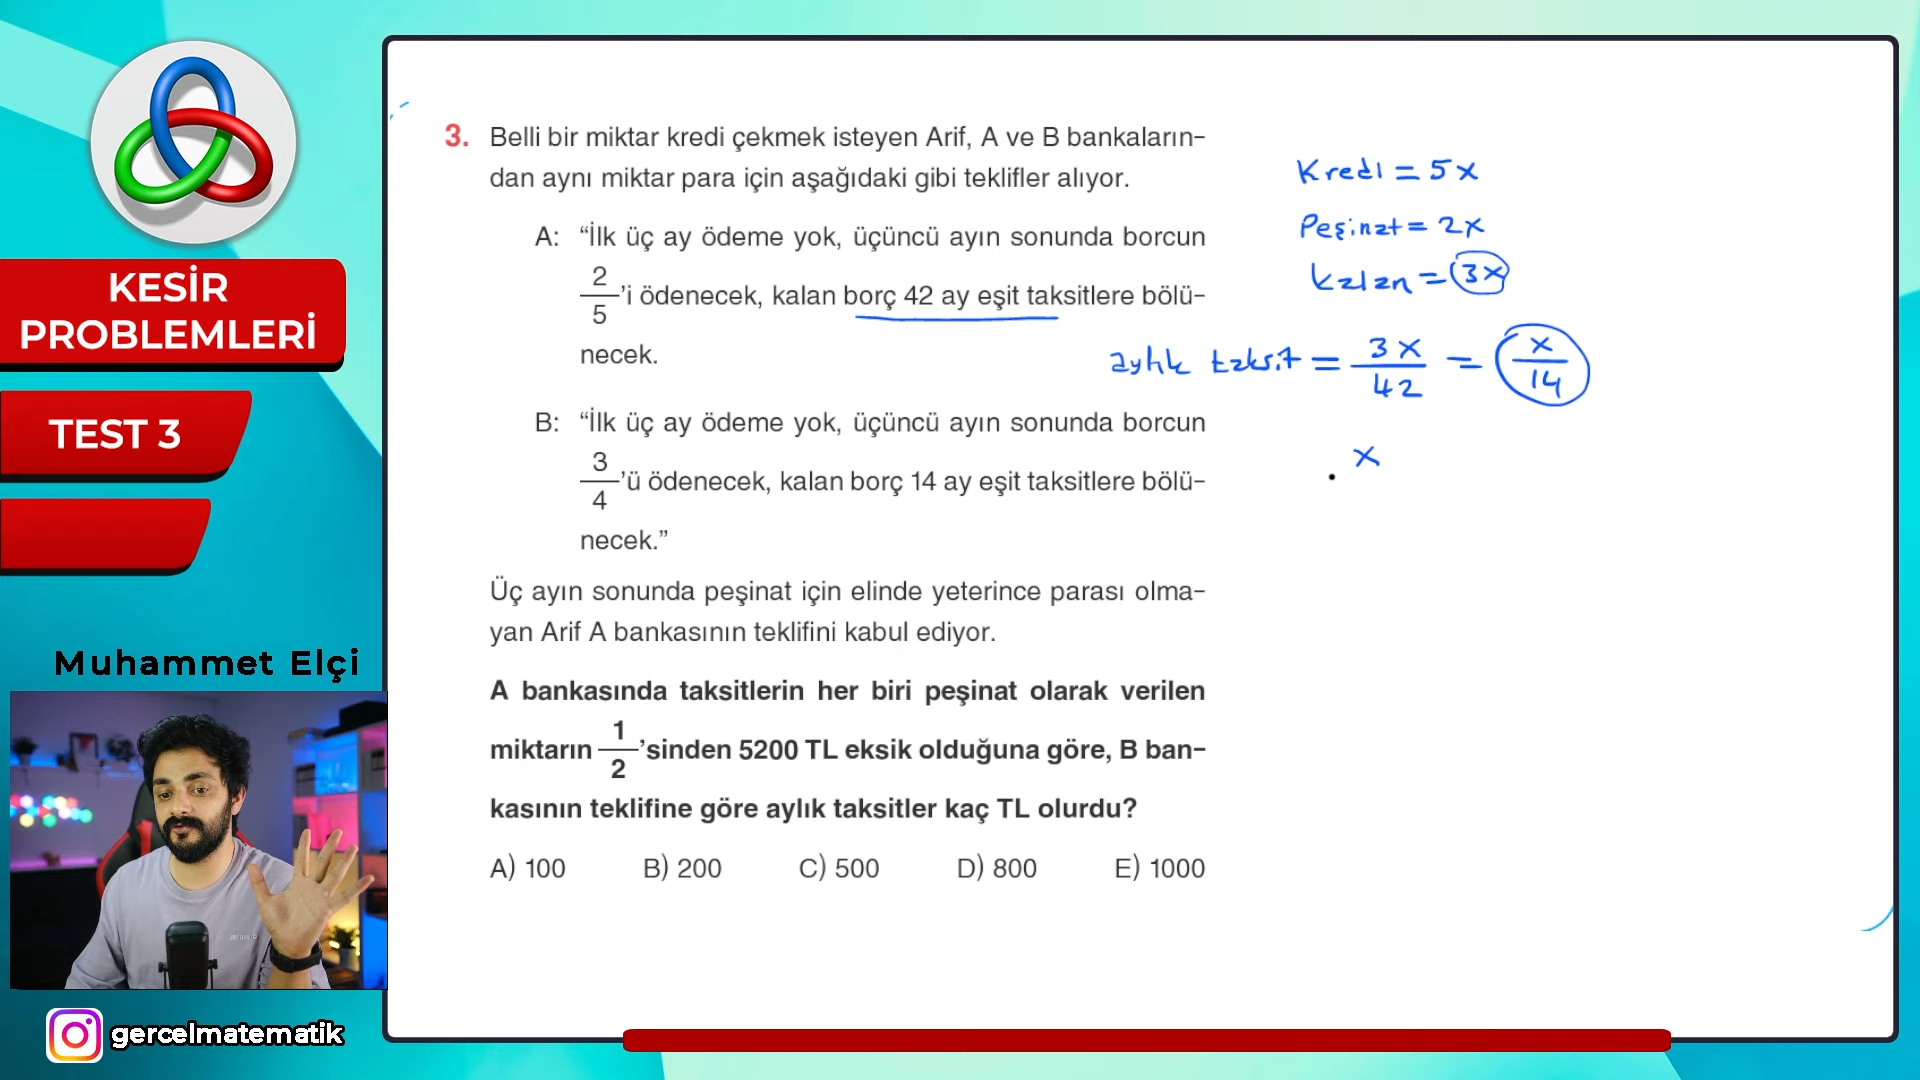 KESİR
PROBLEMLERİ
TEST 3
Muhammet Elçi
gercelmatematik
3. Belli bir miktar kredi çekmek isteyen Arif, A ve B bankaların-
dan aynı miktar para için aşağıdaki gibi teklifler alıyor.
A: “İlk üç ay ödeme yok, üçüncü ayın sonunda borcun
2/5’i ödenecek, kalan borç 42 ay eşit taksitlere bölü-
necek.
B: “İlk üç ay ödeme yok, üçüncü ayın sonunda borcun
3/4’ü ödenecek, kalan borç 14 ay eşit taksitlere bölü-
necek.”
Üç ayın sonunda peşinat için elinde yeterince parası olma-
yan Arif A bankasının teklifini kabul ediyor.
A bankasında taksitlerin her biri peşinat olarak verilen
miktarın 1/2’sinden 5200 TL eksik olduğuna göre, B ban-
kasının teklifine göre aylık taksitler kaç TL olurdu?
A) 100 B) 200 C) 500 D) 800 E) 1000
Kredi = 5x
Peşinat = 2x
Kalan = 3x
aylık taksit = 3x/42 = x/14
x